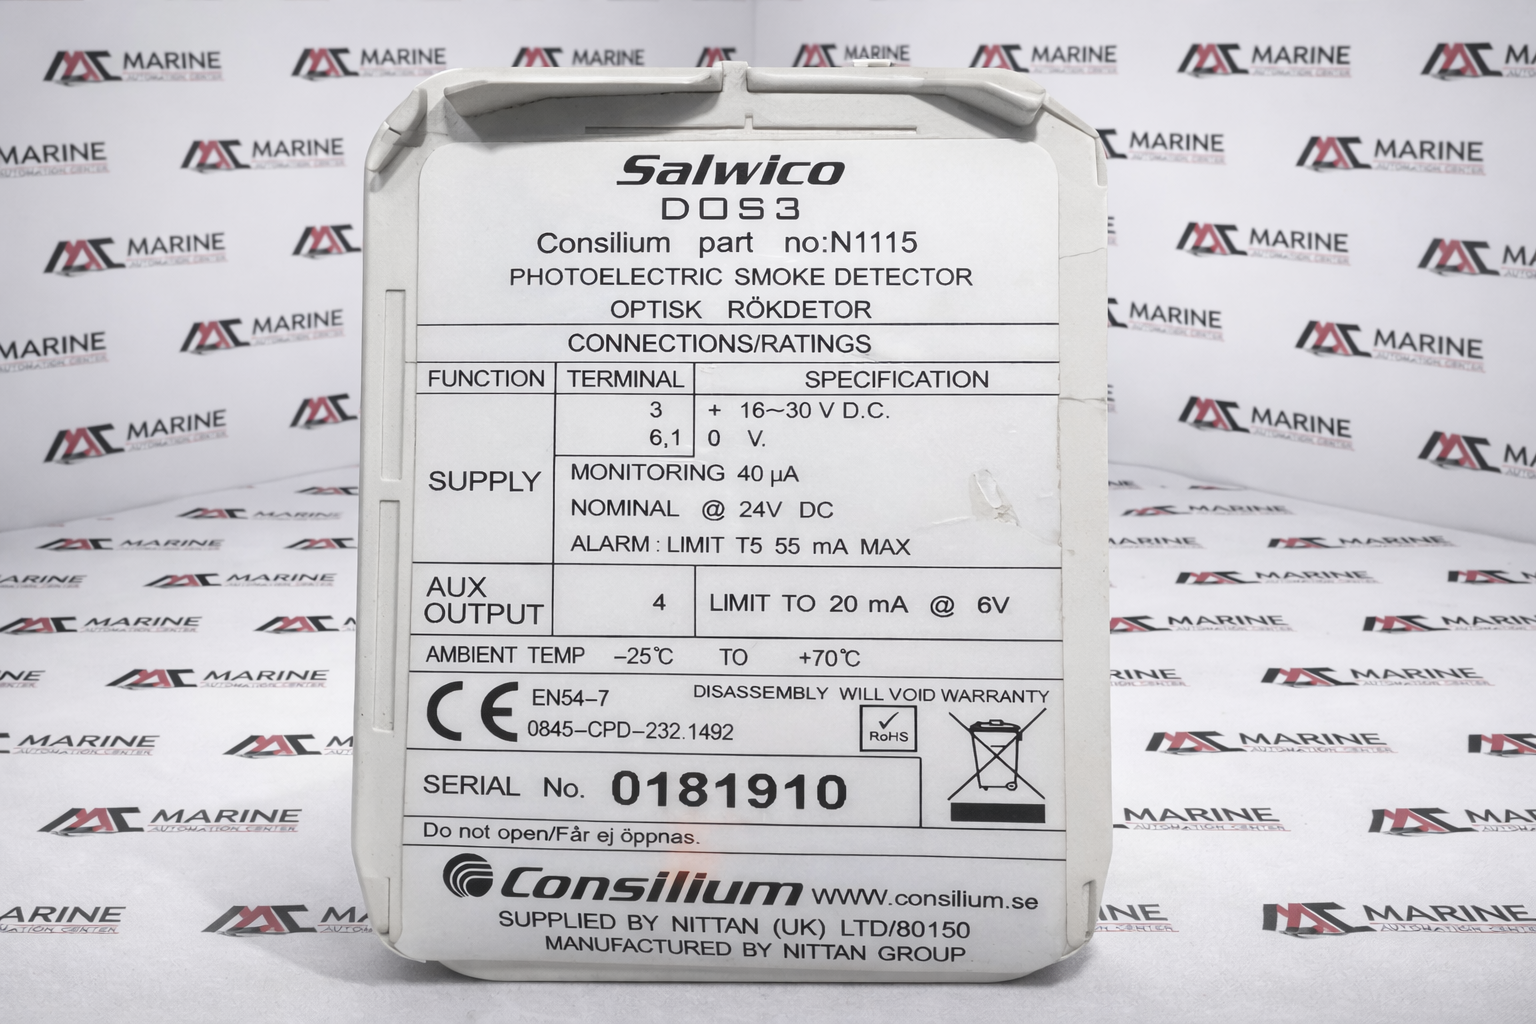 Salwico
DOS3
Consilium part no:N1115
PHOTOELECTRIC SMOKE DETECTOR
OPTISK RÖKDETOR
CONNECTIONS/RATINGS
FUNCTION TERMINAL SPECIFICATION
SUPPLY
3 + 16~30 V D.C.
6,1 0 V.
MONITORING 40 µA
NOMINAL @ 24V DC
ALARM : LIMIT T5 55 mA MAX
AUX
OUTPUT
4 LIMIT TO 20 mA @ 6V
AMBIENT TEMP –25℃ TO +70℃
CE EN54–7
0845–CPD–232.1492
DISASSEMBLY WILL VOID WARRANTY
RoHS
SERIAL No. 0181910
Do not open/Får ej öppnas.
Consilium WWW.consilium.se
SUPPLIED BY NITTAN (UK) LTD/80150
MANUFACTURED BY NITTAN GROUP
MAC MARINE
AUTOMATION CENTER